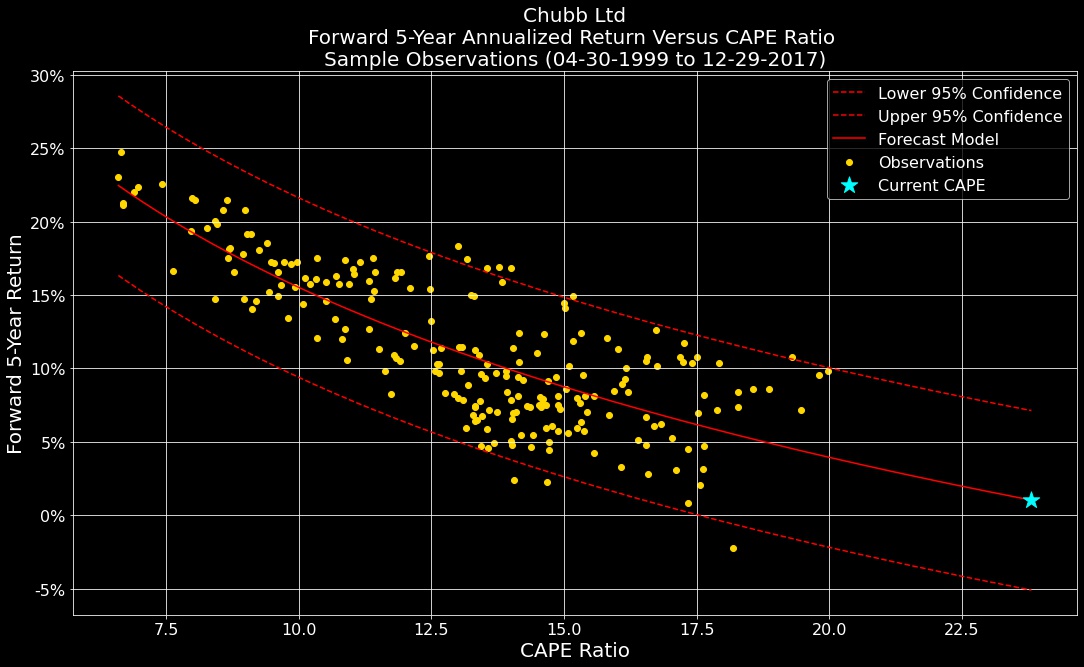 Chubb Ltd
Forward 5-Year Annualized Return Versus CAPE Ratio
Sample Observations (04-30-1999 to 12-29-2017)
Lower 95% Confidence
Upper 95% Confidence
Forecast Model
Observations
Current CAPE
Forward 5-Year Return
30%
25%
20%
15%
10%
5%
0%
-5%
7.5 10.0 12.5 15.0 17.5 20.0 22.5
CAPE Ratio